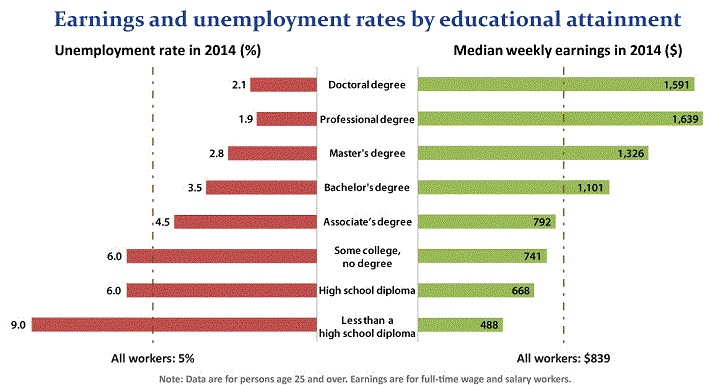 Earnings and unemployment rates by educational attainment
Unemployment rate in 2014 (%) Median weekly earnings in 2014 ($)
2.1 Doctoral degree 1,591
1.9 Professional degree 1,639
2.8 Master's degree 1,326
3.5 Bachelor's degree 1,101
4.5 Associate's degree 792
6.0 Some college, 741
no degree
6.0 High school diploma 668
9.0 Less than a 488
high school diploma
All workers: 5% All workers: $839
Note: Data are for persons age 25 and over. Earnings are for full-time wage and salary workers.